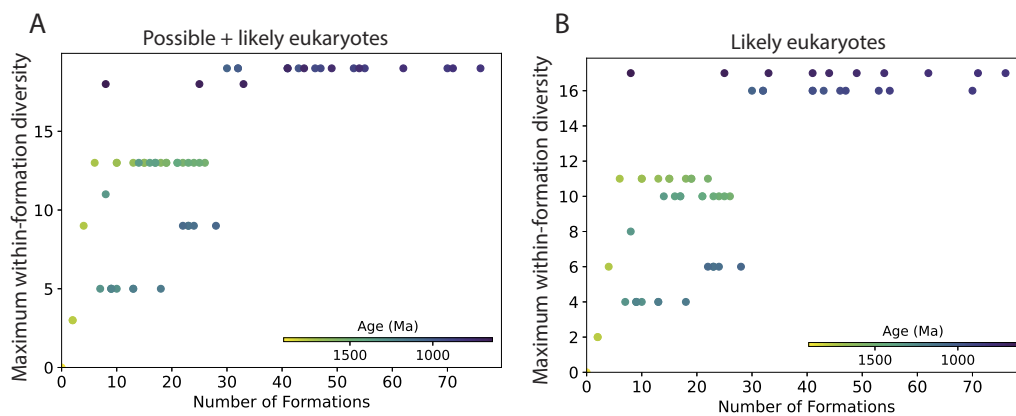 A
Possible + likely eukaryotes
Maximum within-formation diversity
15
10
5
0
0 10 20 30 40 50 60 70
Number of Formations
Age (Ma)
1500 1000
B
Likely eukaryotes
Maximum within-formation diversity
16
14
12
10
8
6
4
2
0
0 10 20 30 40 50 60 70
Number of Formations
Age (Ma)
1500 1000